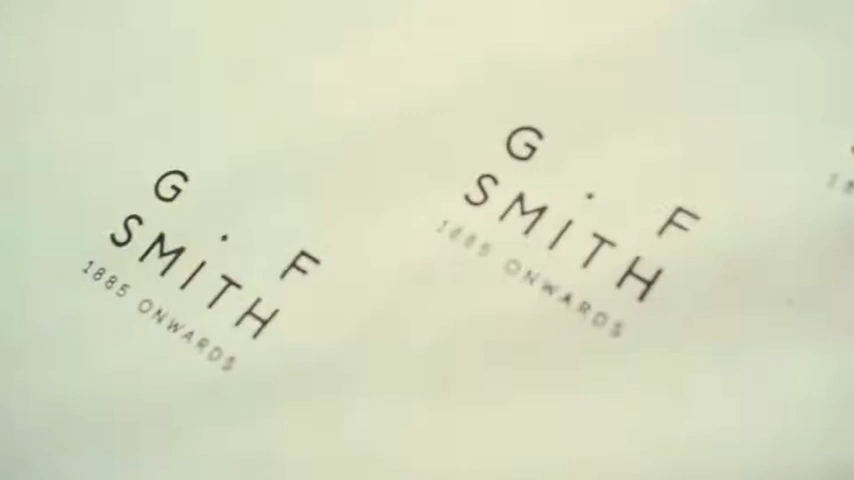 G . F
SMITH
1885 ONWARDS
G . F
SMITH
1885 ONWARDS